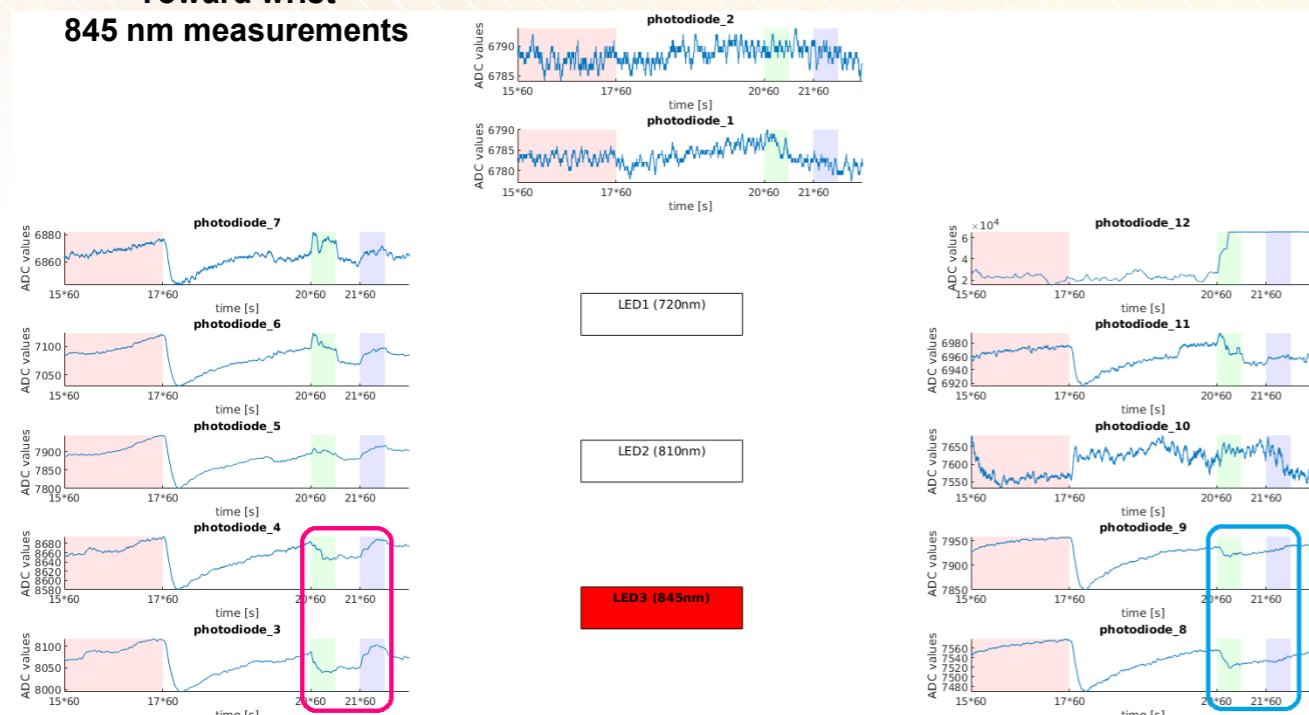 Toward wrist
845 nm measurements
photodiode_2
ADC values
6790
6785
15*60 17*60 20*60 21*60
time [s]
photodiode_1
ADC values
6790
6785
6780
15*60 17*60 20*60 21*60
time [s]
photodiode_7
ADC values
6880
6860
15*60 17*60 20*60 21*60
time [s]
photodiode_6
ADC values
7100
7050
15*60 17*60 20*60 21*60
time [s]
photodiode_5
ADC values
7900
7850
7800
15*60 17*60 20*60 21*60
time [s]
photodiode_4
ADC values
8680
8660
8640
8620
8600
8580
15*60 17*60 20*60 21*60
time [s]
photodiode_3
ADC values
8100
8050
8000
15*60 17*60 20*60 21*60
time [s]
LED1 (720nm)
LED2 (810nm)
LED3 (845nm)
photodiode_12
ADC values
×10⁴
6
4
2
15*60 17*60 20*60 21*60
time [s]
photodiode_11
ADC values
6980
6960
6940
6920
15*60 17*60 20*60 21*60
time [s]
photodiode_10
ADC values
7650
7600
7550
15*60 17*60 20*60 21*60
time [s]
photodiode_9
ADC values
7950
7900
7850
15*60 17*60 20*60 21*60
time [s]
photodiode_8
ADC values
7560
7540
7520
7500
7480
15*60 17*60 20*60 21*60
time [s]